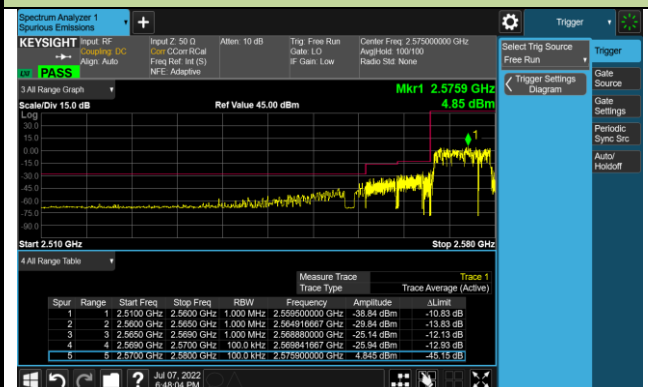 Spectrum Analyzer 1
Spurious Emissions
Trigger
KEYSIGHT Input: RF Input Z: 50 Ω Atten: 10 dB Trig: Free Run Center Freq: 2.575000000 GHz
Coupling: DC Corr CCorr RCal Gate: LO Avg|Hold: 100/100
Align: Auto Freq Ref: Int (S) IF Gain: Low Radio Std: None
NFE: Adaptive
PASS
Select Trig Source
Free Run
Trigger Settings
Diagram
Trigger
Gate
Source
Gate
Settings
Periodic
Sync Src
Auto/
Holdoff
3 All Range Graph
Mkr1 2.5759 GHz
Scale/Div 15.0 dB Ref Value 45.00 dBm 4.85 dBm
Log
30.0
15.0
0.00
-15.0
-30.0
-45.0
-60.0
-75.0
-90.0
1
Start 2.510 GHz Stop 2.580 GHz
4 All Range Table
Measure Trace Trace 1
Trace Type Trace Average (Active)
Spur Range Start Freq Stop Freq RBW Frequency Amplitude ΔLimit
1 1 2.5100 GHz 2.5600 GHz 1.000 MHz 2.559500000 GHz -38.84 dBm -10.83 dB
2 2 2.5600 GHz 2.5650 GHz 1.000 MHz 2.564916667 GHz -29.84 dBm -13.83 dB
3 3 2.5650 GHz 2.5690 GHz 1.000 MHz 2.568880000 GHz -25.14 dBm -12.13 dB
4 4 2.5690 GHz 2.5700 GHz 100.0 kHz 2.569841667 GHz -25.94 dBm -12.93 dB
5 5 2.5700 GHz 2.5800 GHz 100.0 kHz 2.575900000 GHz 4.845 dBm -45.15 dB
Jul 07, 2022
6:48:04 PM